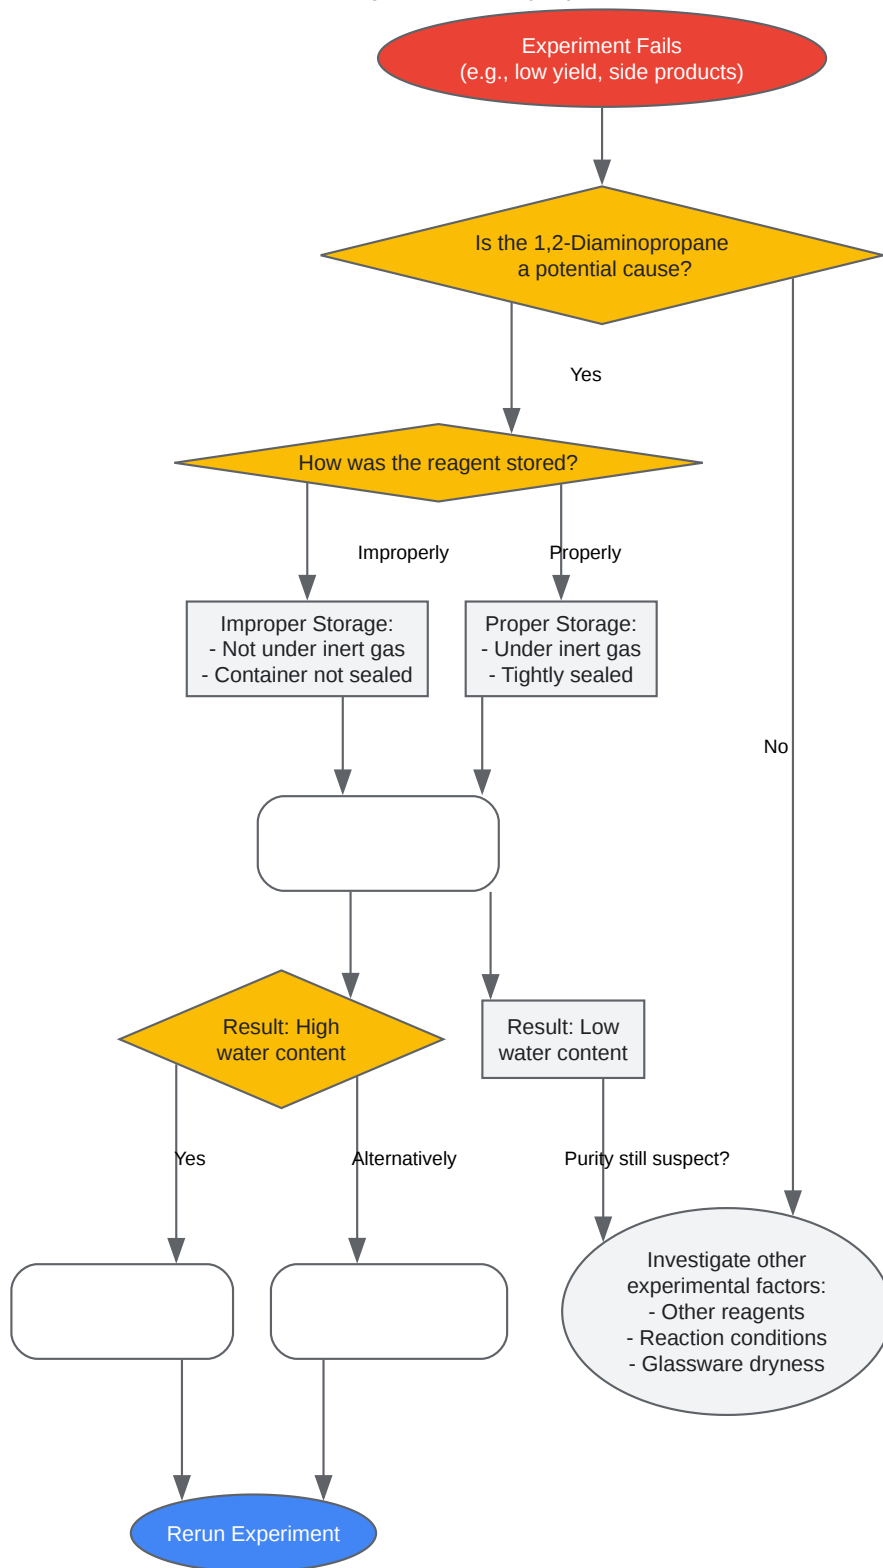 Experiment Fails
(e.g., low yield, side products)
Is the 1,2-Diaminopropane
a potential cause?
Yes
How was the reagent stored?
Improperly
Properly
Improper Storage:
- Not under inert gas
- Container not sealed
Proper Storage:
- Under inert gas
- Tightly sealed
No
Result: High
water content
Result: Low
water content
Yes
Alternatively
Purity still suspect?
Investigate other
experimental factors:
- Other reagents
- Reaction conditions
- Glassware dryness
Rerun Experiment